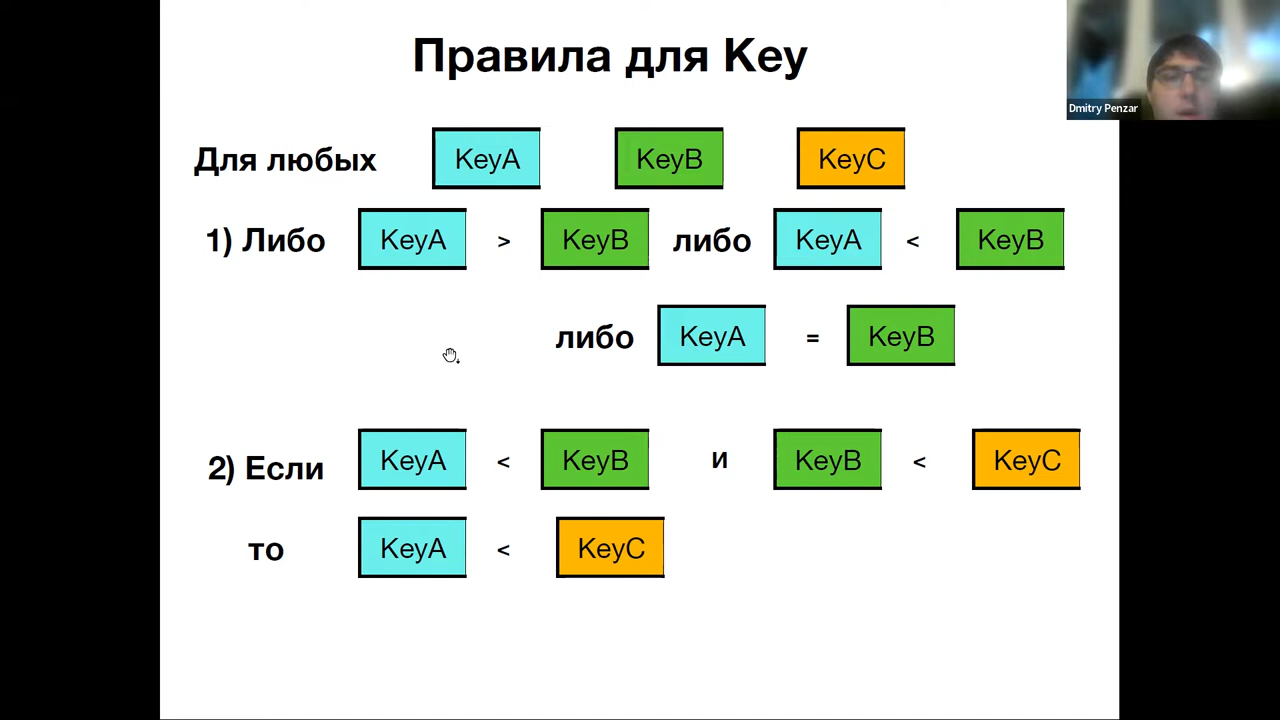 Правила для Key
Dmitry Penzar
Для любых KeyA KeyB KeyC
1) Либо KeyA > KeyB либо KeyA < KeyB
либо KeyA = KeyB
2) Если KeyA < KeyB и KeyB < KeyC
то KeyA < KeyC